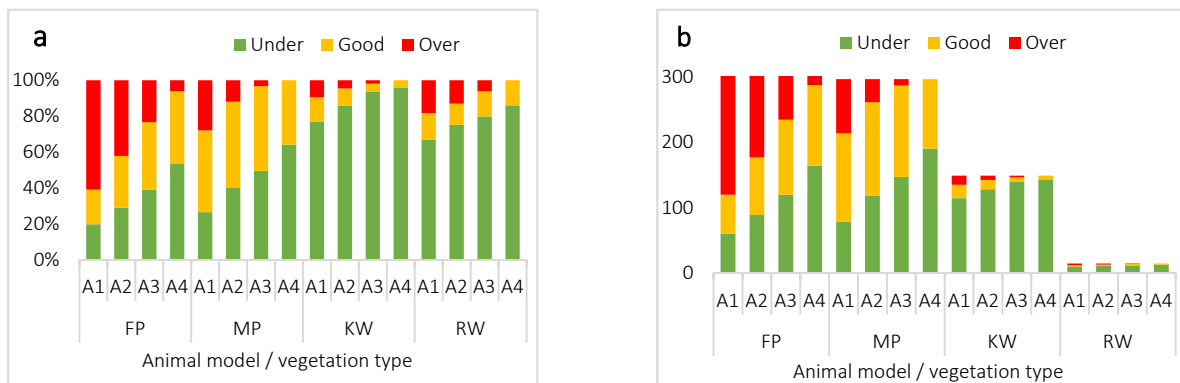 a
Under Good Over
100%
80%
60%
40%
20%
0%
A1 A2 A3 A4 A1 A2 A3 A4 A1 A2 A3 A4 A1 A2 A3 A4
FP MP KW RW
Animal model / vegetation type
b
Under Good Over
300
200
100
0
A1 A2 A3 A4 A1 A2 A3 A4 A1 A2 A3 A4 A1 A2 A3 A4
FP MP KW RW
Animal model / vegetation type